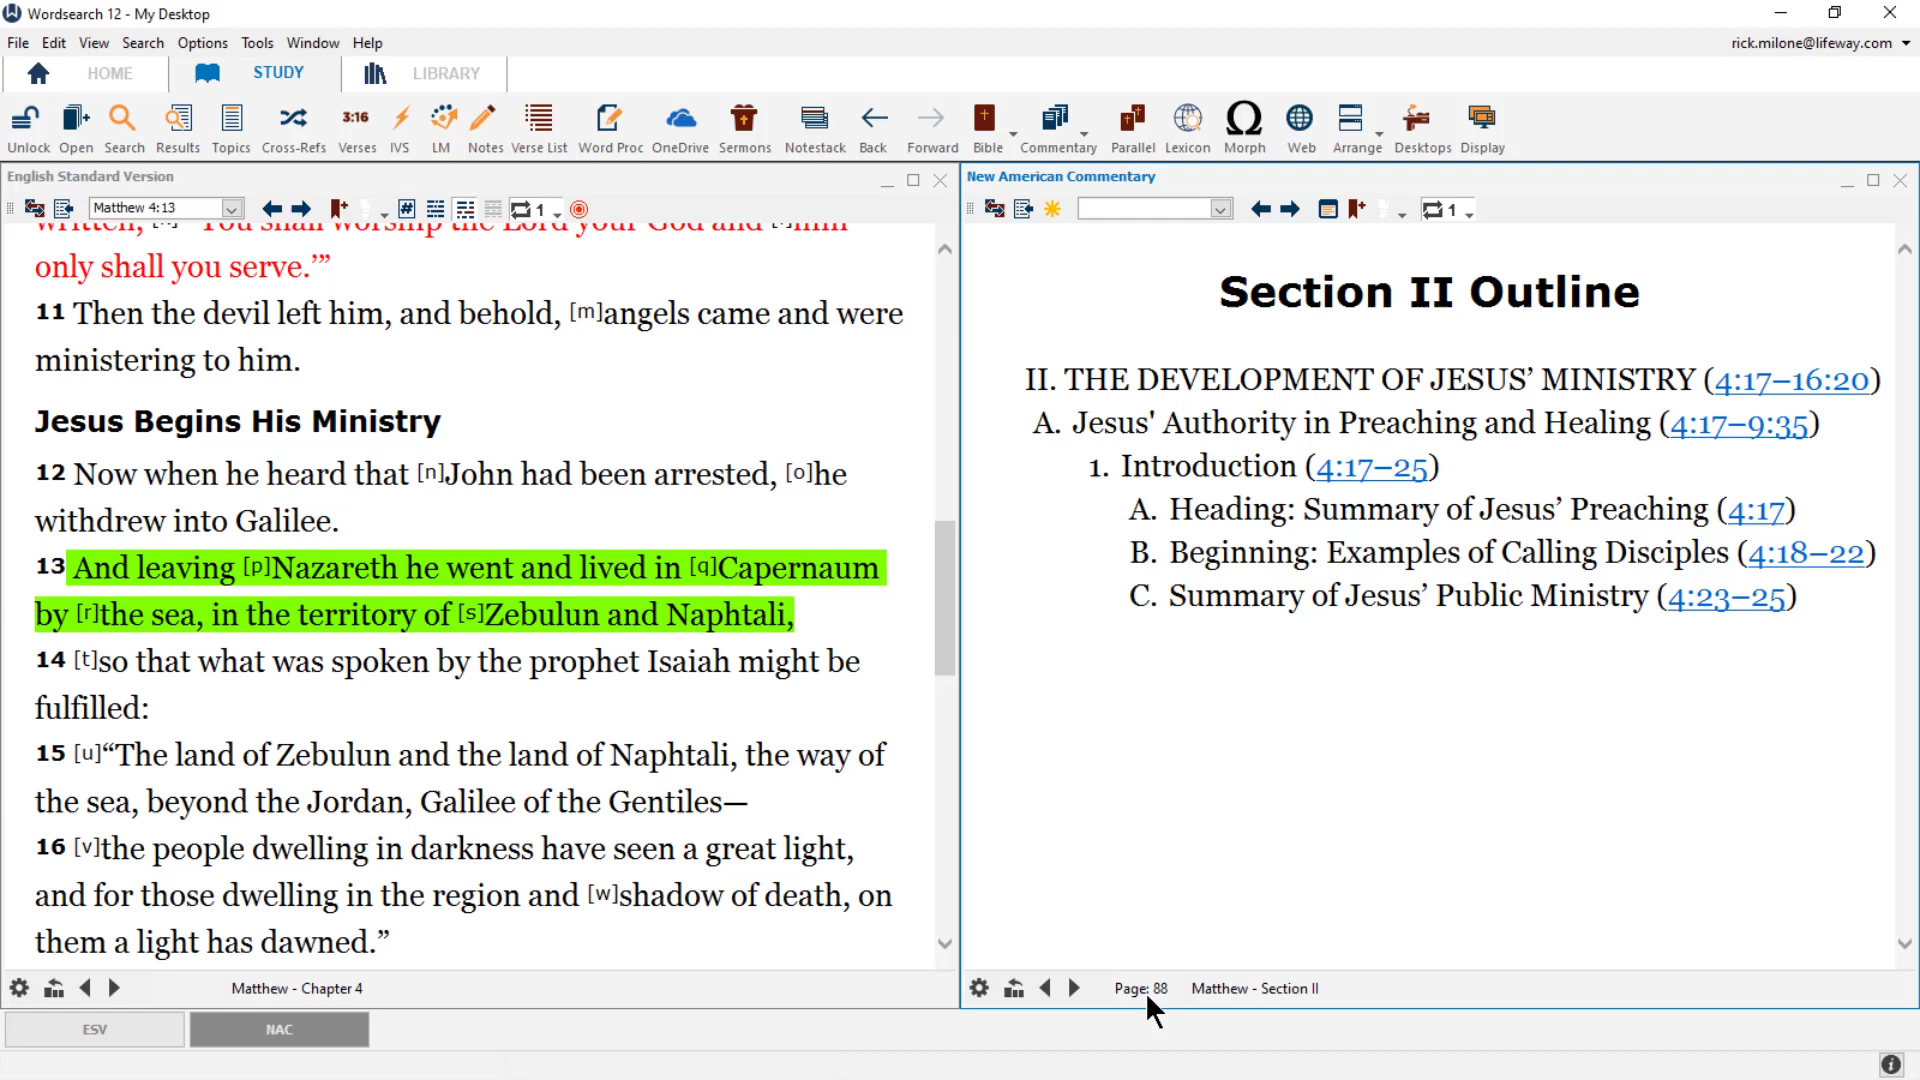 Wordsearch 12 - My Desktop
File Edit View Search Options Tools Window Help
rick.milone@lifeway.com
HOME STUDY LIBRARY
3:16
Unlock Open Search Results Topics Cross-Refs Verses IVS LM Notes Verse List Word Proc OneDrive Sermons Notestack Back Forward Bible Commentary Parallel Lexicon Morph Web Arrange Desktops Display
English Standard Version
Matthew 4:13
1
only shall you serve.’”
11 Then the devil left him, and behold, [m]angels came and were
ministering to him.
Jesus Begins His Ministry
12 Now when he heard that [n]John had been arrested, [o]he
withdrew into Galilee.
13 And leaving [p]Nazareth he went and lived in [q]Capernaum
by [r]the sea, in the territory of [s]Zebulun and Naphtali,
14 [t]so that what was spoken by the prophet Isaiah might be
fulfilled:
15 [u]“The land of Zebulun and the land of Naphtali, the way of
the sea, beyond the Jordan, Galilee of the Gentiles—
16 [v]the people dwelling in darkness have seen a great light,
and for those dwelling in the region and [w]shadow of death, on
them a light has dawned.”
Matthew - Chapter 4
New American Commentary
1
Section II Outline
II. THE DEVELOPMENT OF JESUS’ MINISTRY (4:17–16:20)
A. Jesus' Authority in Preaching and Healing (4:17–9:35)
1. Introduction (4:17–25)
A. Heading: Summary of Jesus’ Preaching (4:17)
B. Beginning: Examples of Calling Disciples (4:18–22)
C. Summary of Jesus’ Public Ministry (4:23–25)
Page: 88 Matthew - Section II
ESV NAC